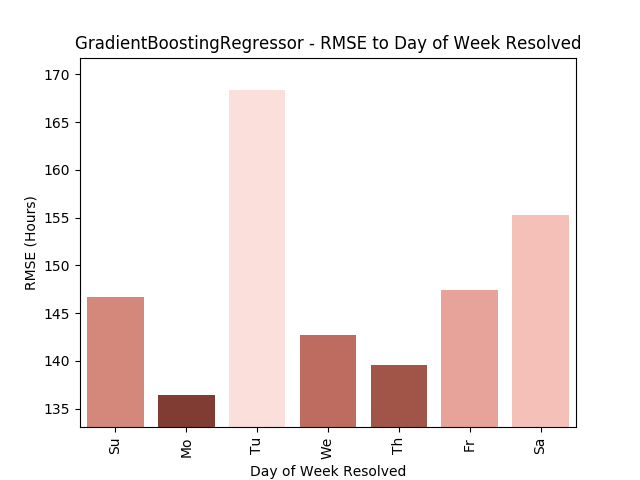 GradientBoostingRegressor - RMSE to Day of Week Resolved
170
165
160
155
150
145
140
135
RMSE (Hours)
Su
Mo
Tu
We
Th
Fr
Sa
Day of Week Resolved